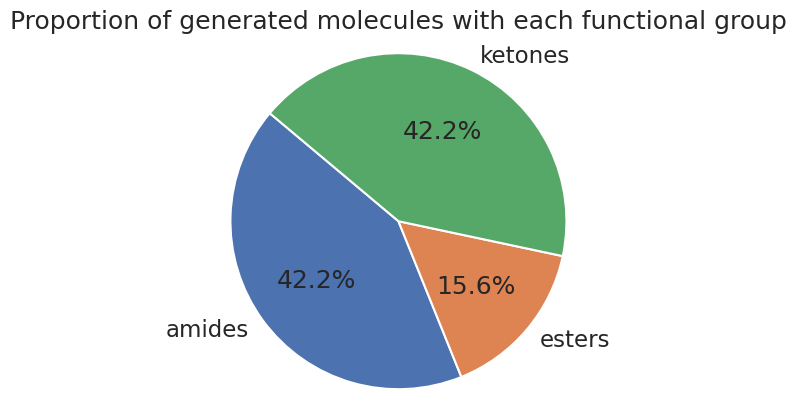 Proportion of generated molecules with each functional group
ketones
42.2%
42.2%
15.6%
amides
esters